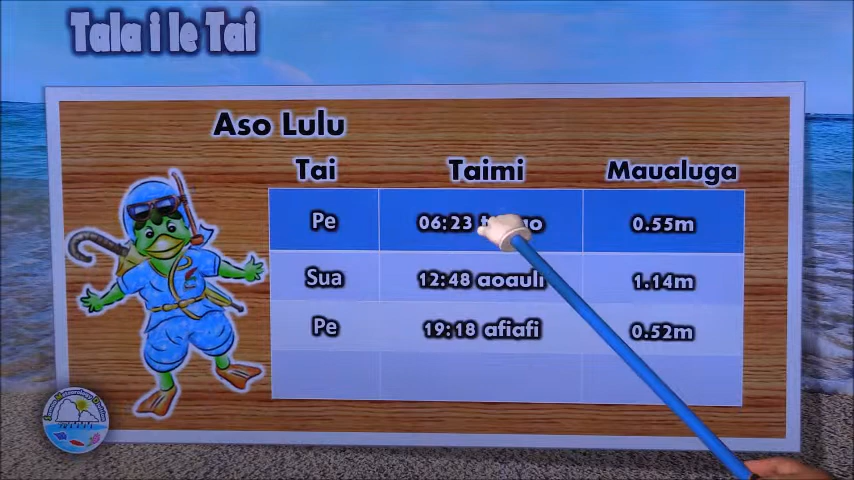 Tala i le Tai
Aso Lulu
Tai Taimi Maualuga
Pe 06:23 0.55m
Sua 12:48 aoauli 1.14m
Pe 19:18 afiafi 0.52m